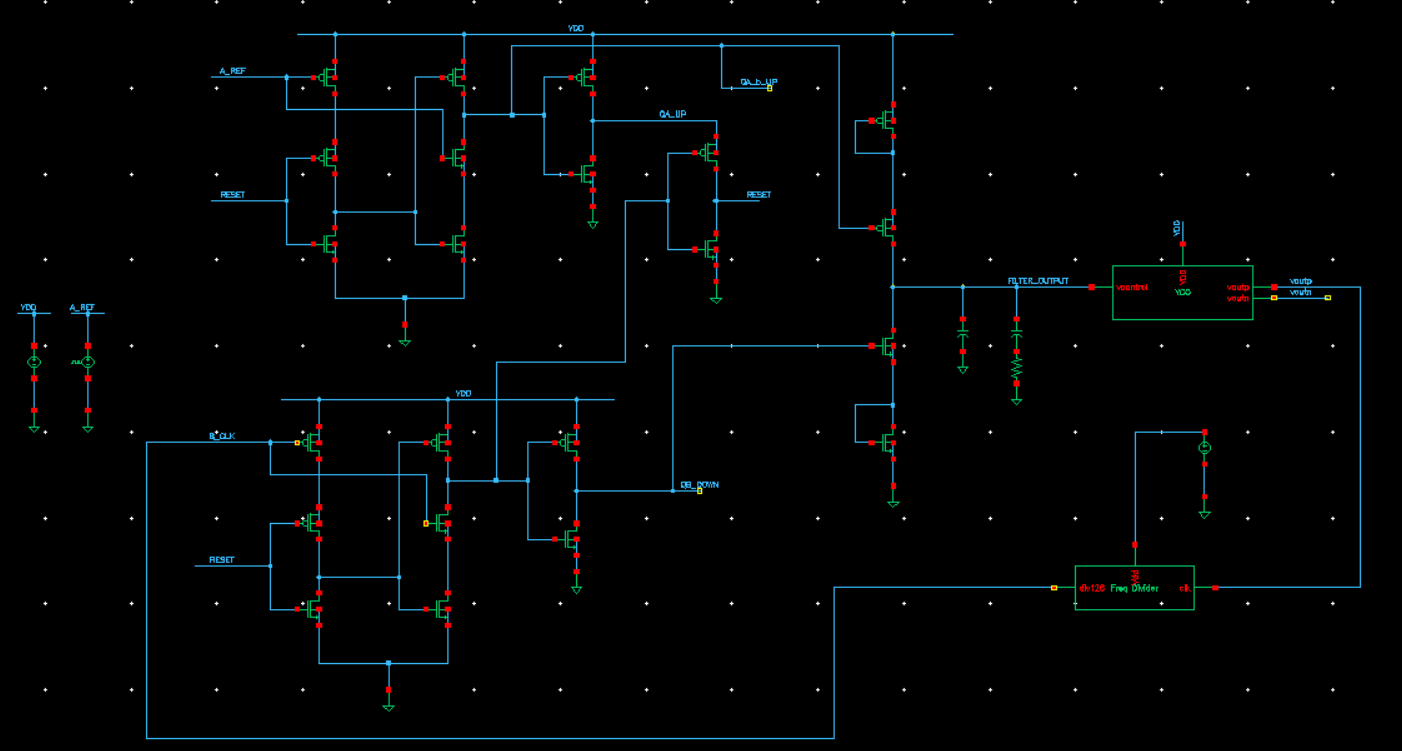 VDD
A_REF
QA_b_UP
QA_UP
RESET
RESET
VDD
FILTER_OUTPUT
vcontrol
VDD
VCO
voutp
voutn
voutp
voutn
VDD
A_REF
VDD
B_CLK
QB_DOWN
RESET
div128
Freq Divider
Vdd
clk